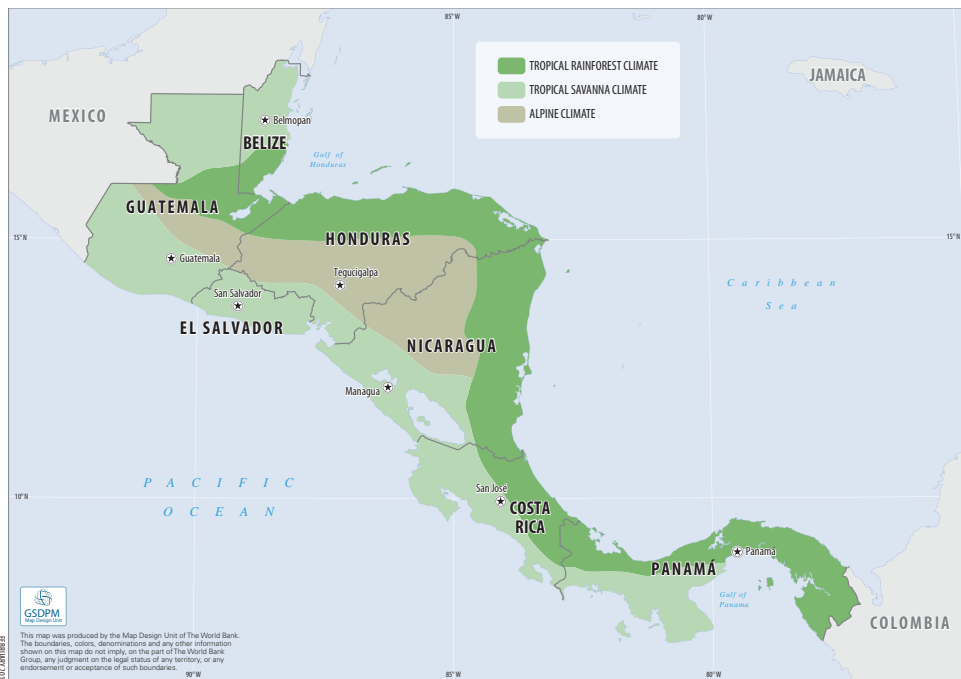 85°W
80°W
TROPICAL RAINFOREST CLIMATE
TROPICAL SAVANNA CLIMATE
ALPINE CLIMATE
JAMAICA
MEXICO
Belmopan
BELIZE
Gulf of
Honduras
GUATEMALA
15°N
HONDURAS
15°N
Guatemala
Tegucigalpa
Caribbean
Sea
San Salvador
EL SALVADOR
NICARAGUA
Managua
PACIFIC
OCEAN
10°N
San José
COSTA
RICA
PANAMÁ
Panamá
Gulf of
Panama
COLOMBIA
GSDPM
Map Design Unit
This map was produced by the Map Design Unit of The World Bank.
The boundaries, colors, denominations and any other information
shown on this map do not imply, on the part of The World Bank
Group, any judgment on the legal status of any territory, or any
endorsement or acceptance of such boundaries.
90°W
85°W
80°W